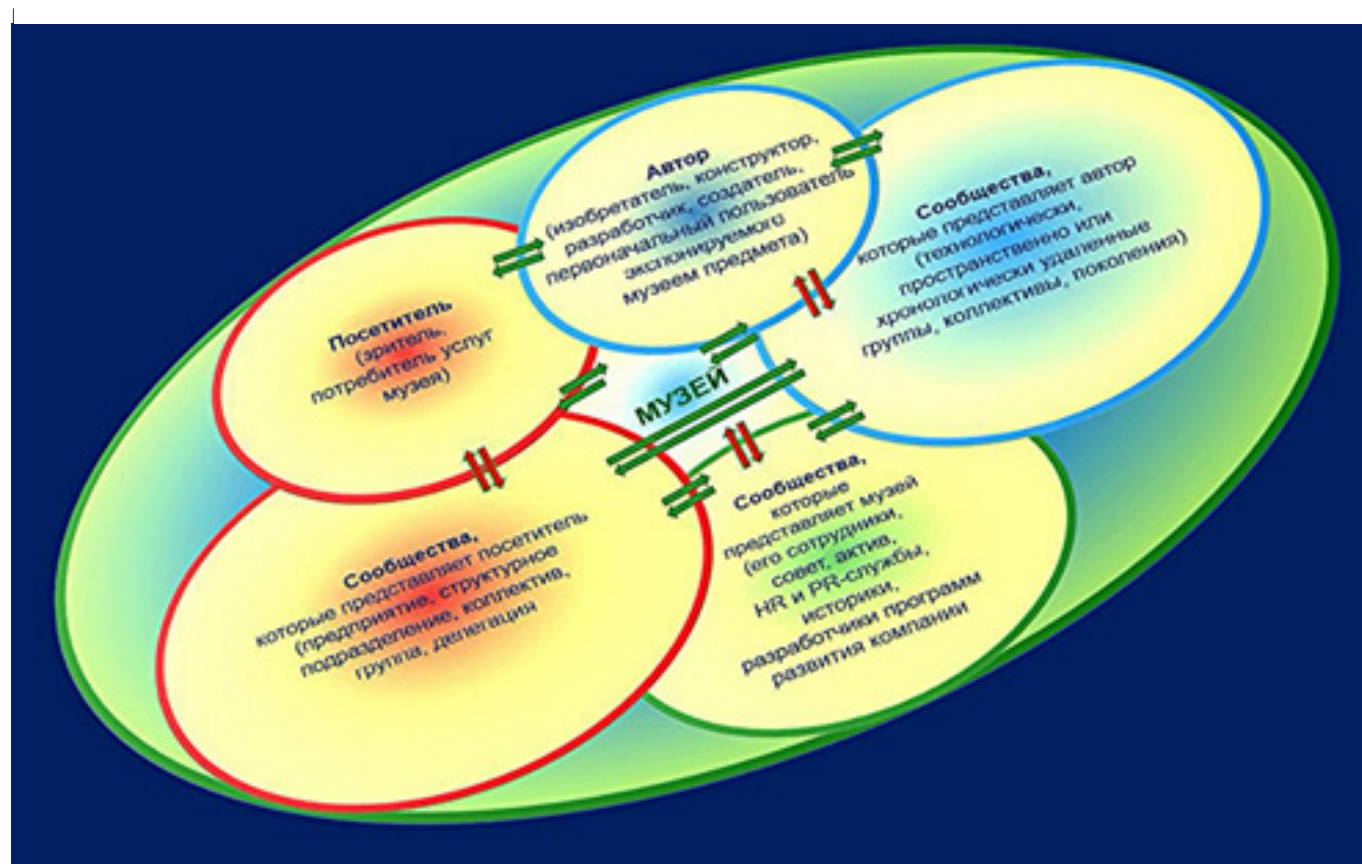 Автор
(изобретатель, конструктор,
разработчик, создатель,
первоначальный пользователь
экспонируемого
музеем предмета)
Сообщества,
которые представляет автор
(технологически,
пространственно или
хронологически удаленные
группы, коллективы, поколения)
Посетитель
(зритель,
потребитель услуг
музея)
МУЗЕЙ
Сообщества,
которые представляет посетитель
(предприятие, структурное
подразделение, коллектив,
группа, делегация
Сообщества,
которые
представляет музей
(его сотрудники,
совет, актив,
HR и PR-службы,
историки,
разработчики программ
развития компании